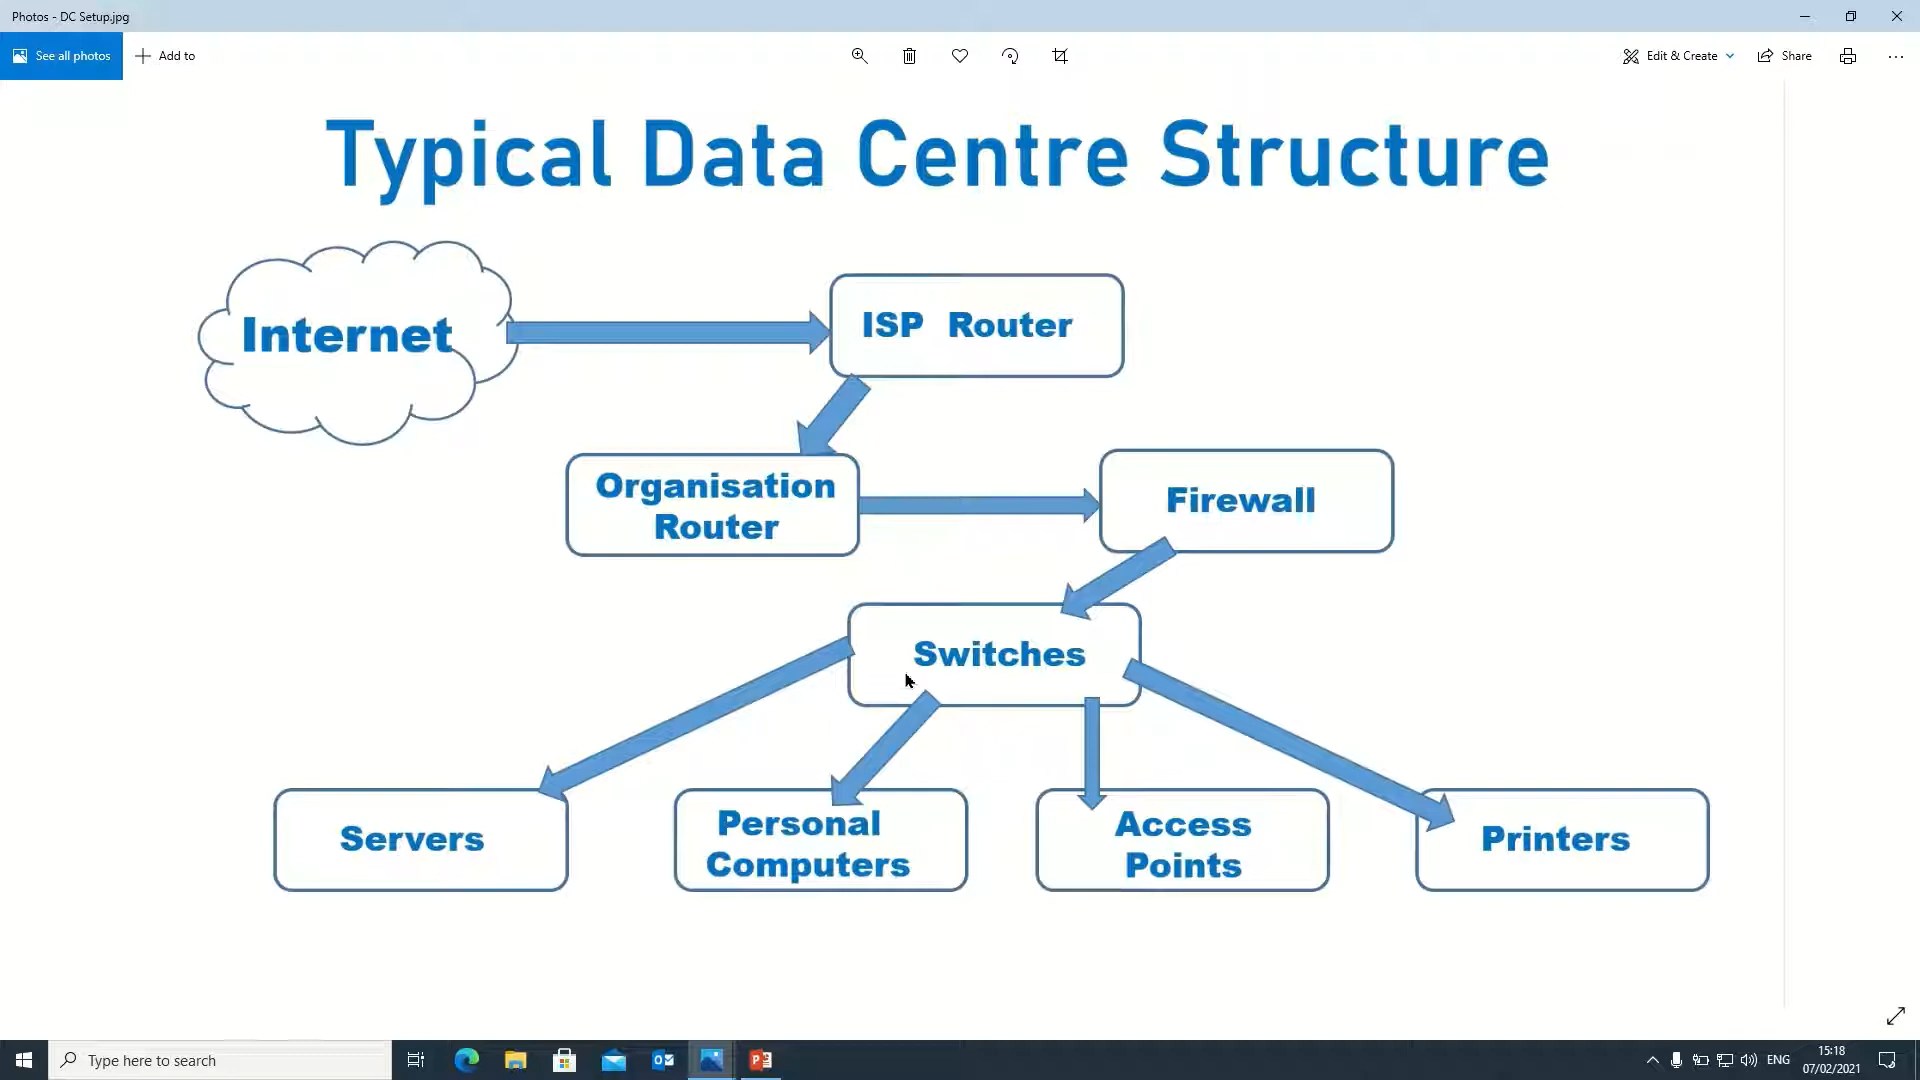 Photos - DC Setup.jpg
See all photos
Add to
Edit & Create
Share
Typical Data Centre Structure
Internet
ISP Router
Organisation
Router
Firewall
Switches
Servers
Personal
Computers
Access
Points
Printers
Type here to search
ENG
15:18
07/02/2021